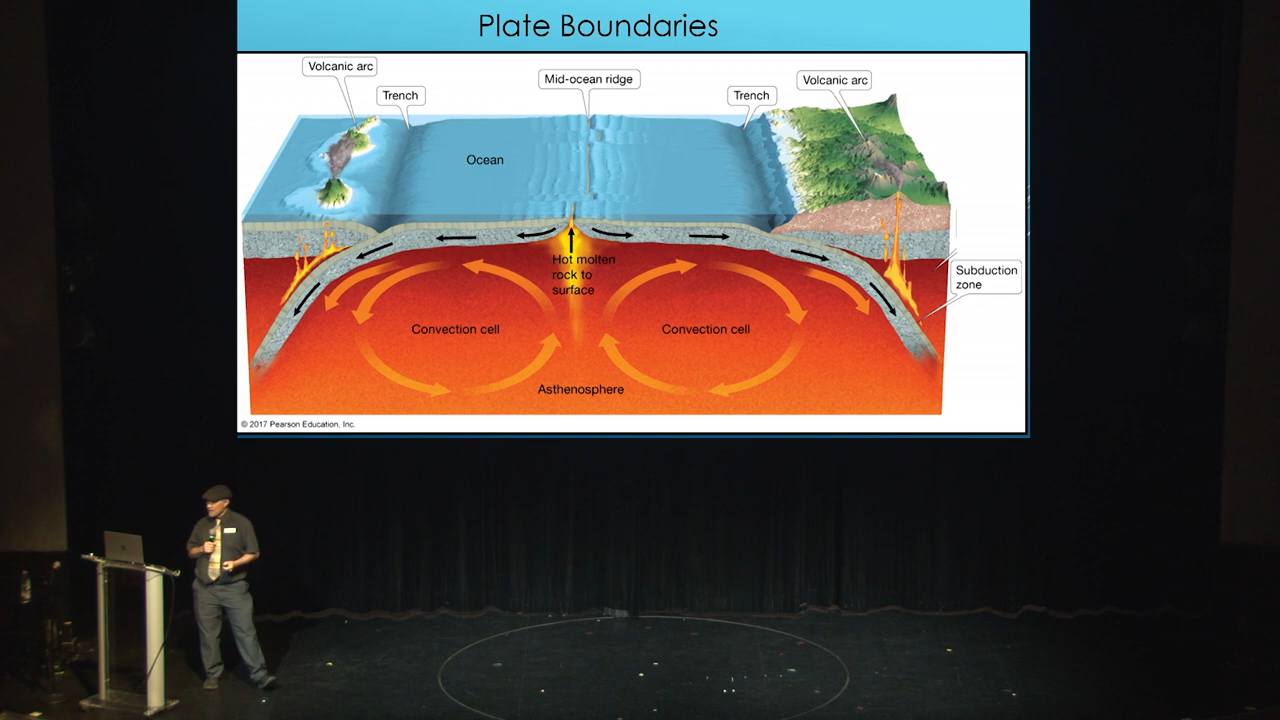 Plate Boundaries
Volcanic arc
Trench
Mid-ocean ridge
Trench
Volcanic arc
Ocean
Hot molten
rock to
surface
Subduction
zone
Convection cell
Convection cell
Asthenosphere
© 2017 Pearson Education, Inc.